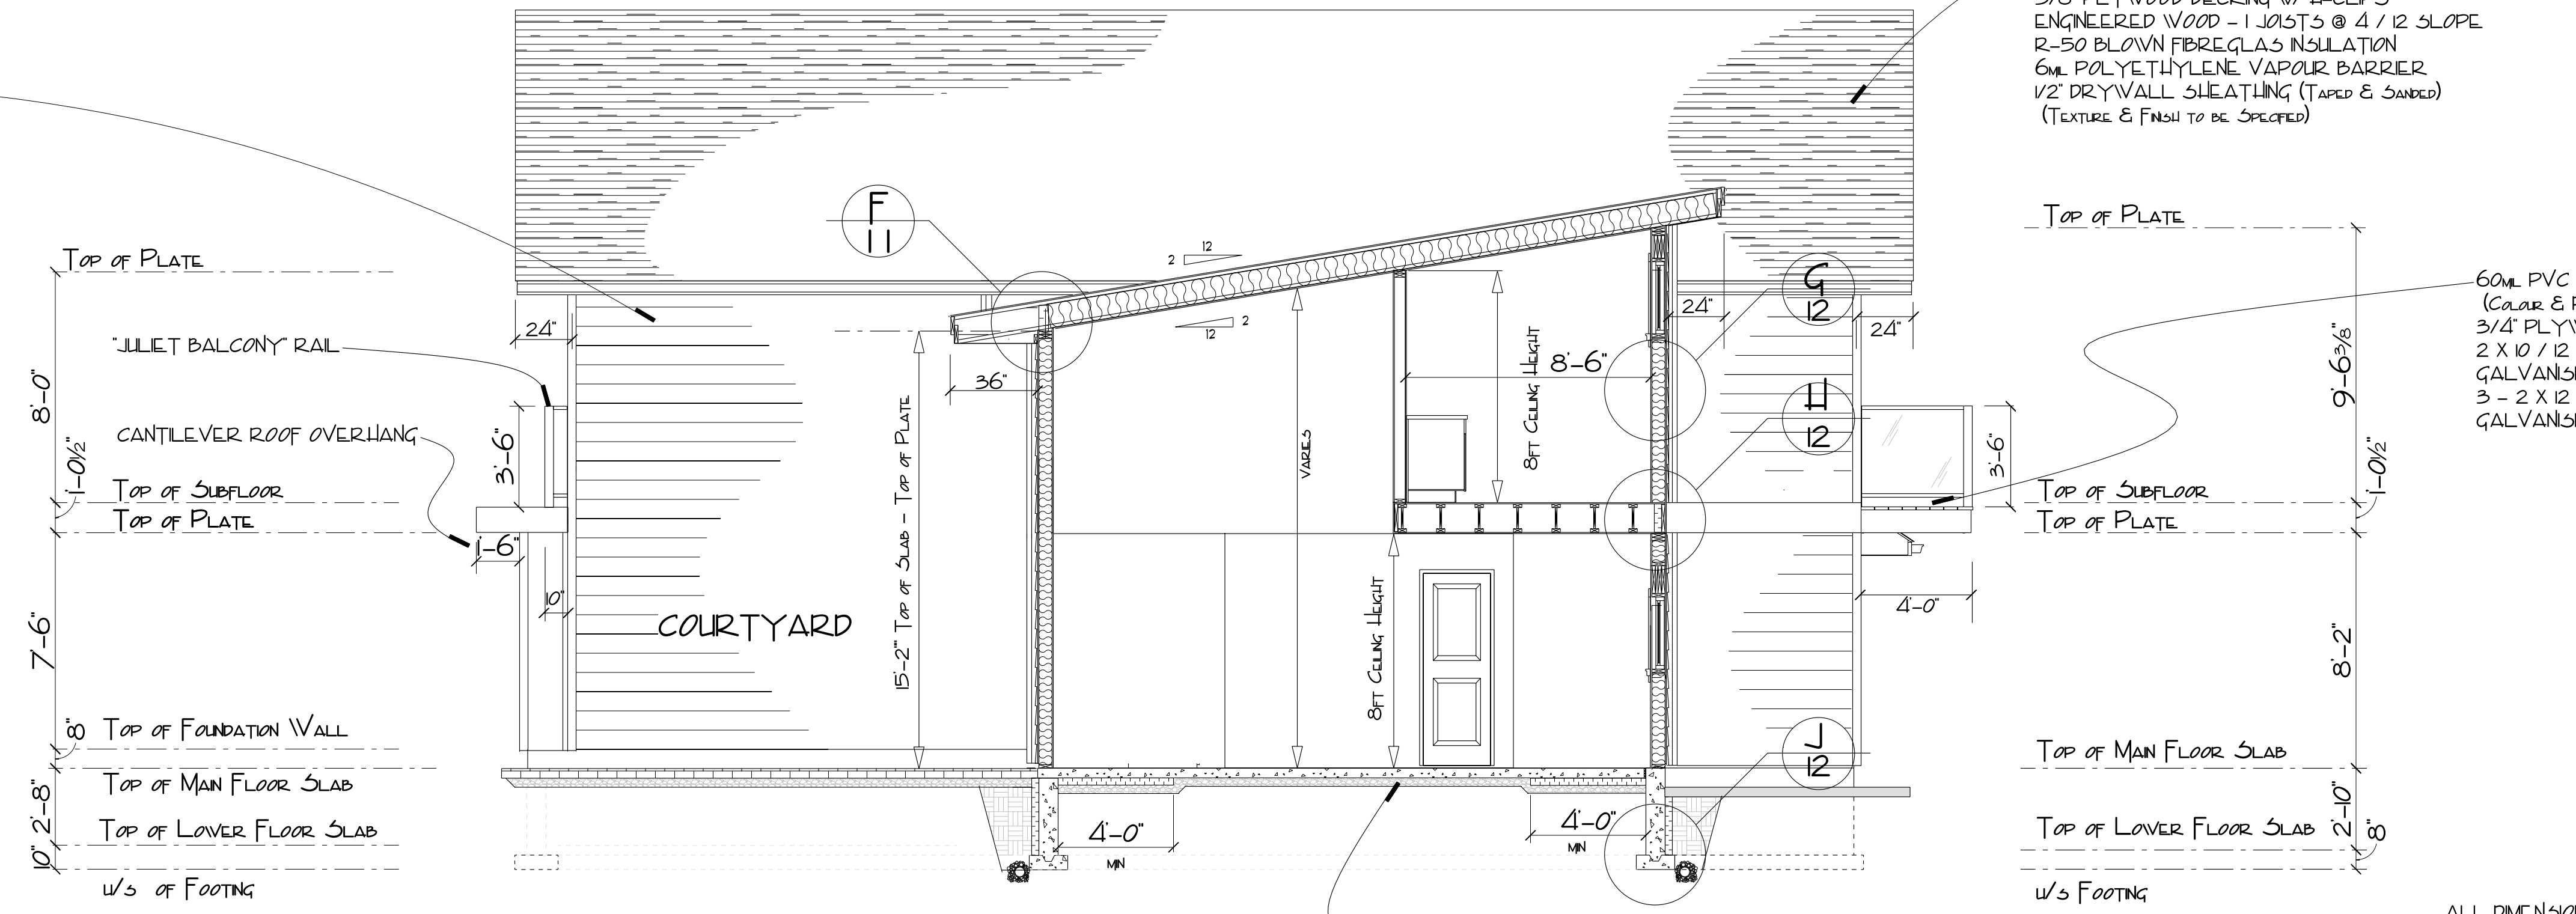 ENGINEERED WOOD - I JOISTS @ 4 / 12 SLOPE
R-50 BLOWN FIBREGLAS INSULATION
6MIL POLYETHYLENE VAPOUR BARRIER
1/2" DRYWALL SHEATHING (TAPED & SANDED)
(TEXTURE & FINISH TO BE SPECIFIED)
TOP OF PLATE
8'-0"
"JULIET BALCONY" RAIL
CANTILEVER ROOF OVERHANG
1'-0½"
TOP OF SUBFLOOR
TOP OF PLATE
7'-6"
8"
TOP OF FOUNDATION WALL
TOP OF MAIN FLOOR SLAB
2'-8"
TOP OF LOWER FLOOR SLAB
10"
U/S OF FOOTING
24"
3'-6"
1'-6"
10"
COURTYARD
F
11
36"
15'-2" TOP OF SLAB - TOP OF PLATE
12
2
2
12
VARIES
8FT CEILING HEIGHT
8'-6"
8FT CEILING HEIGHT
4'-0"
MIN
4'-0"
MIN
24"
G
12
H
12
J
12
24"
3'-6"
4'-0"
TOP OF PLATE
9'-6 3/8"
TOP OF SUBFLOOR
1'-0½"
TOP OF PLATE
8'-2"
TOP OF MAIN FLOOR SLAB
2'-10"
TOP OF LOWER FLOOR SLAB
8"
U/S FOOTING
60MIL PVC
(COLOUR &
3/4"
2 X 10 / 12
3 - 2 X 12
ALL